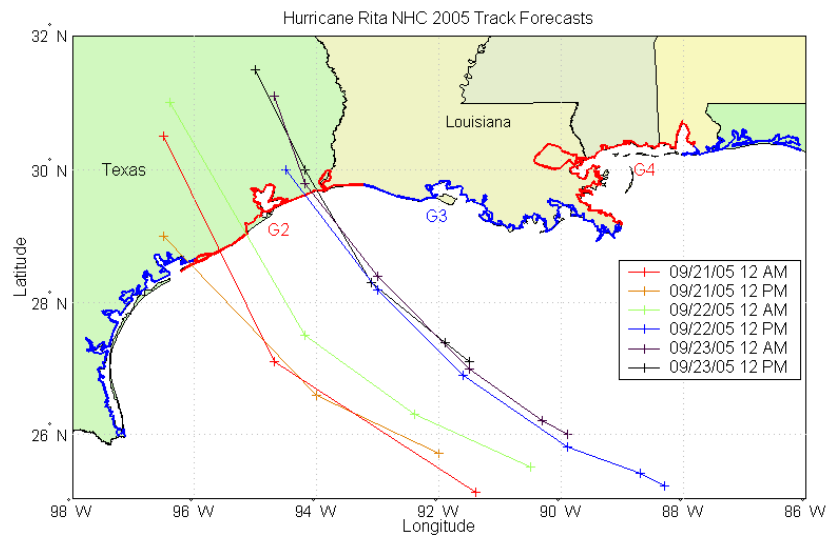 Hurricane Rita NHC 2005 Track Forecasts
32° N
30° N
28° N
26° N
Latitude
Texas
Louisiana
G2
G3
G4
09/21/05 12 AM
09/21/05 12 PM
09/22/05 12 AM
09/22/05 12 PM
09/23/05 12 AM
09/23/05 12 PM
98 W
96 W
94 W
92 W
90 W
88 W
86 W
Longitude